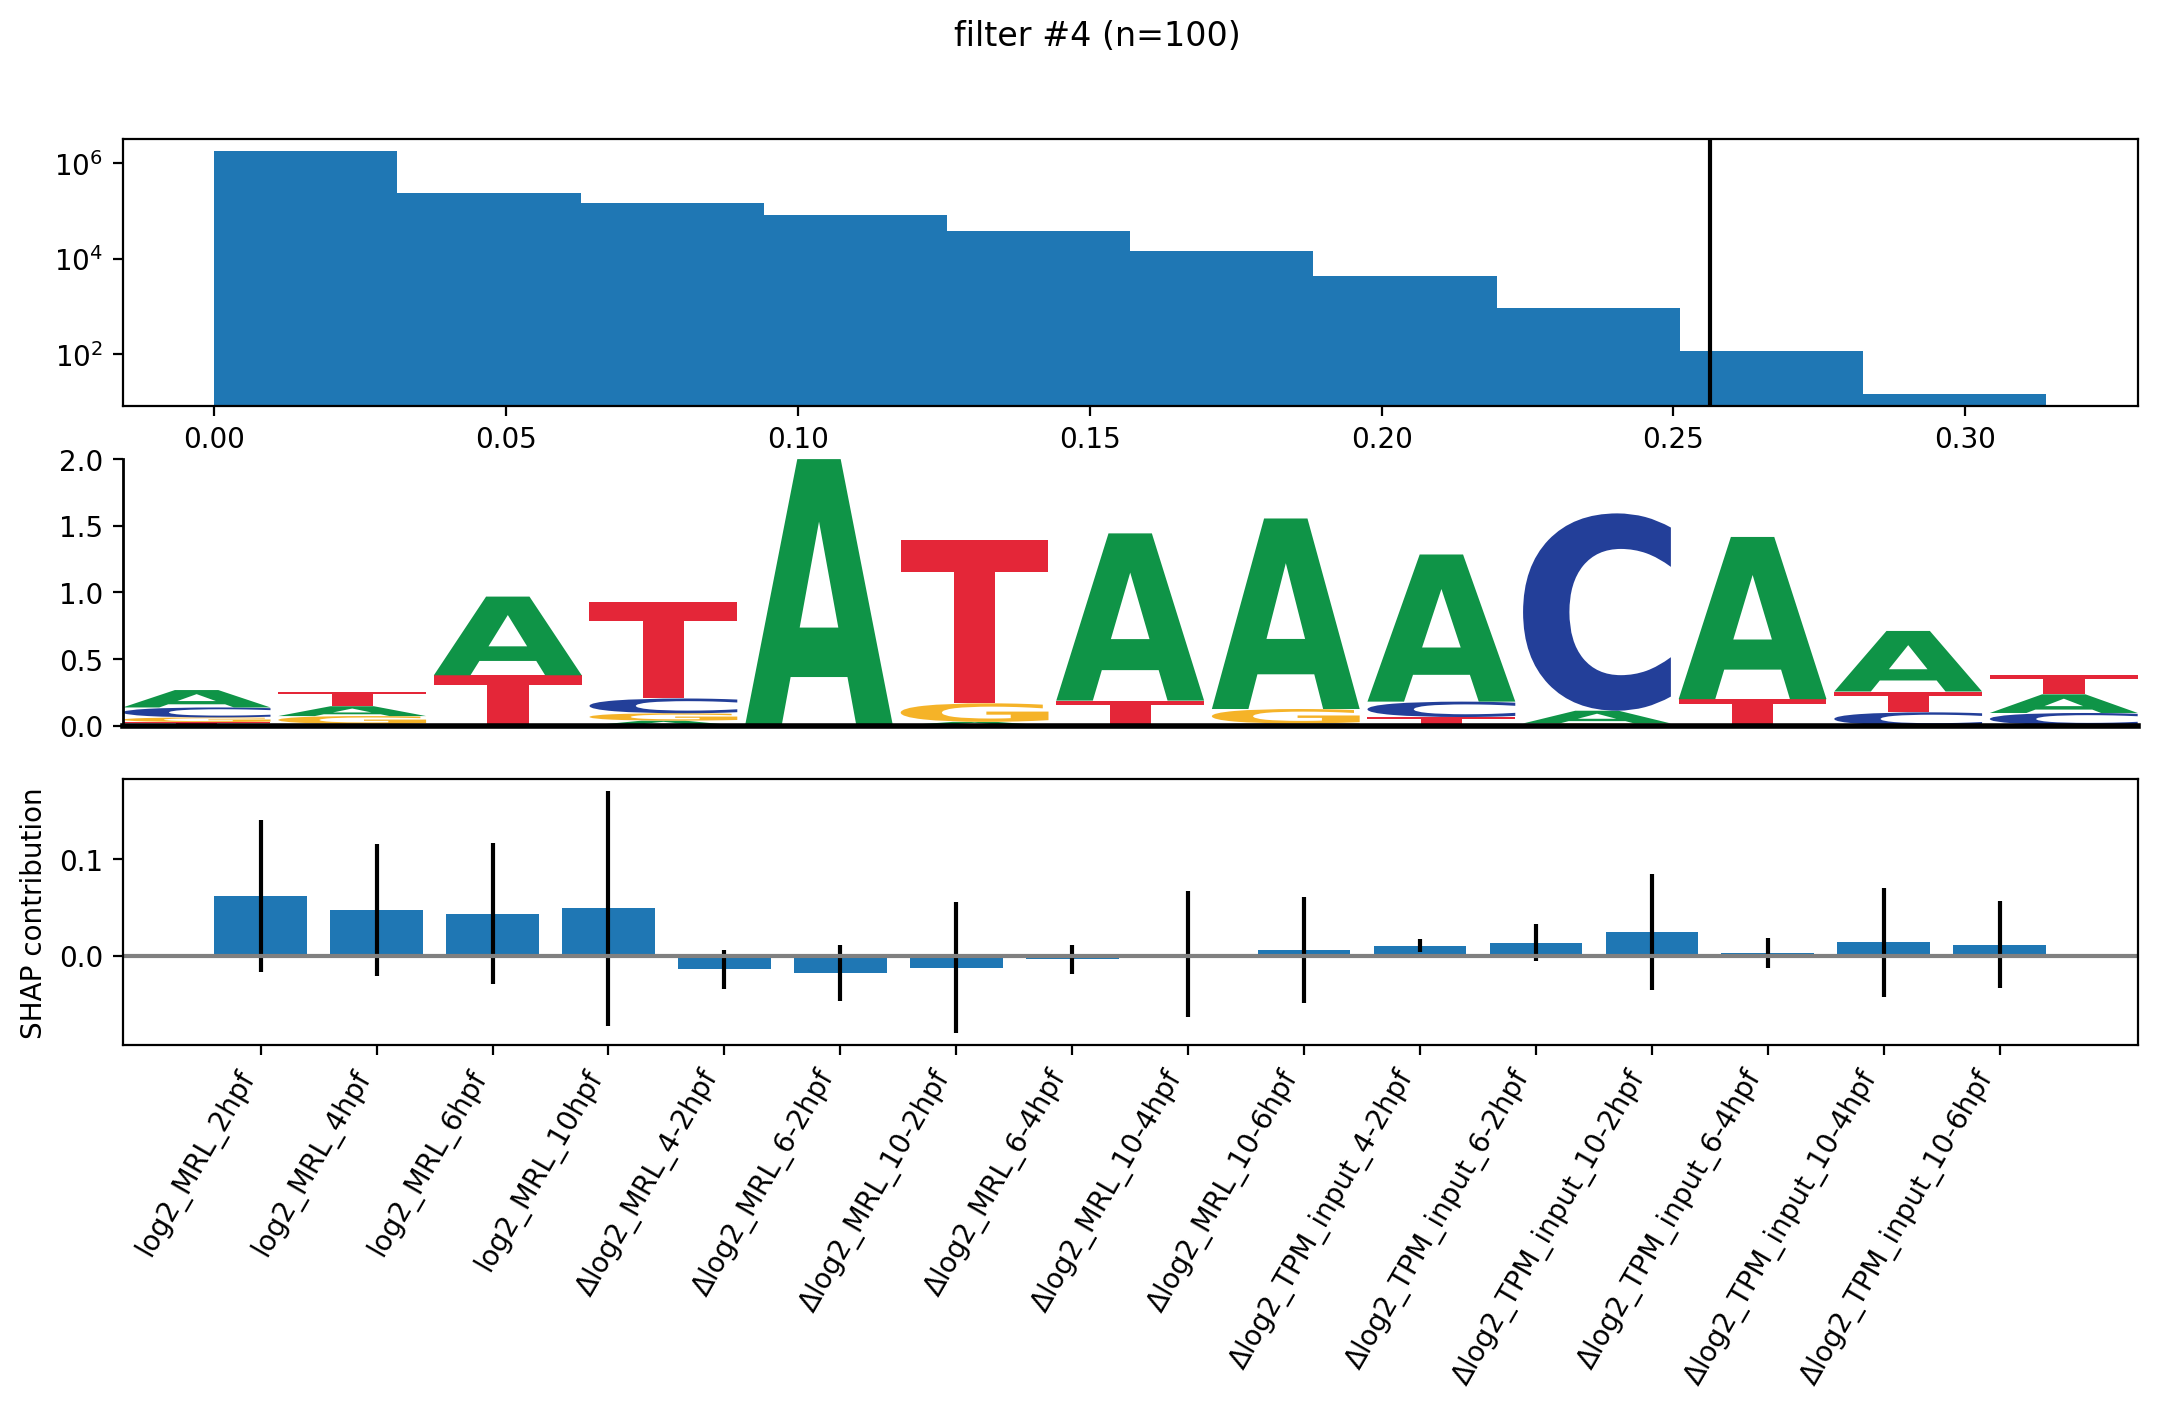 filter #4 (n=100)
10⁶
10⁴
10²
0.00 0.05 0.10 0.15 0.20 0.25 0.30
2.0
1.5
1.0
0.5
0.0
A T A T A T A A A C A A T
SHAP contribution
0.1
0.0
log2_MRL_2hpf
log2_MRL_4hpf
log2_MRL_6hpf
log2_MRL_10hpf
Δlog2_MRL_4-2hpf
Δlog2_MRL_6-2hpf
Δlog2_MRL_10-2hpf
Δlog2_MRL_6-4hpf
Δlog2_MRL_10-4hpf
Δlog2_MRL_10-6hpf
Δlog2_TPM_input_4-2hpf
Δlog2_TPM_input_6-2hpf
Δlog2_TPM_input_10-2hpf
Δlog2_TPM_input_6-4hpf
Δlog2_TPM_input_10-4hpf
Δlog2_TPM_input_10-6hpf